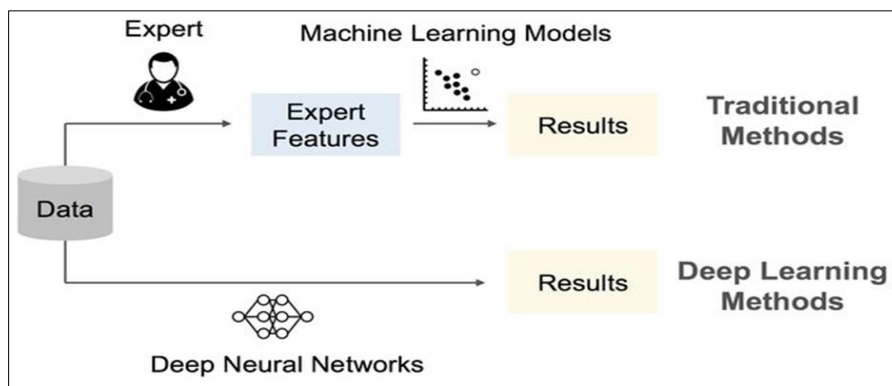 Expert
Machine Learning Models
Expert
Features
Results
Traditional
Methods
Data
Results
Deep Learning
Methods
Deep Neural Networks